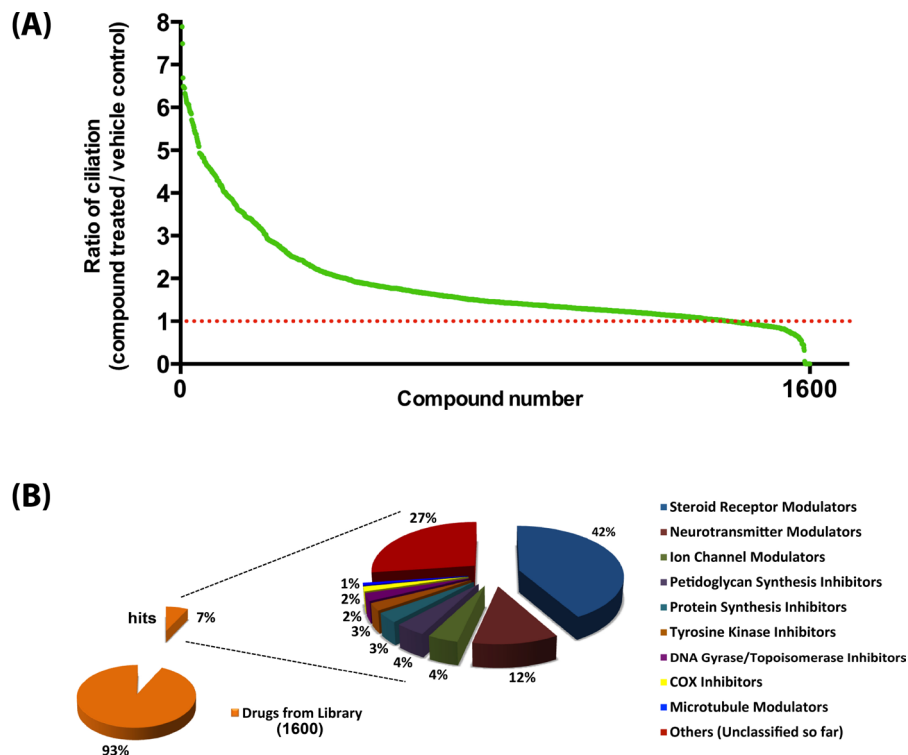 (A)
Ratio of ciliation
(compound treated / vehicle control)
8
7
6
5
4
3
2
1
0
0
1600
Compound number
(B)
27%
42%
1%
2%
2%
3%
3%
4%
4%
12%
hits
7%
93%
Drugs from Library
(1600)
Steroid Receptor Modulators
Neurotransmitter Modulators
Ion Channel Modulators
Petidoglycan Synthesis Inhibitors
Protein Synthesis Inhibitors
Tyrosine Kinase Inhibitors
DNA Gyrase/Topoisomerase Inhibitors
COX Inhibitors
Microtubule Modulators
Others (Unclassified so far)